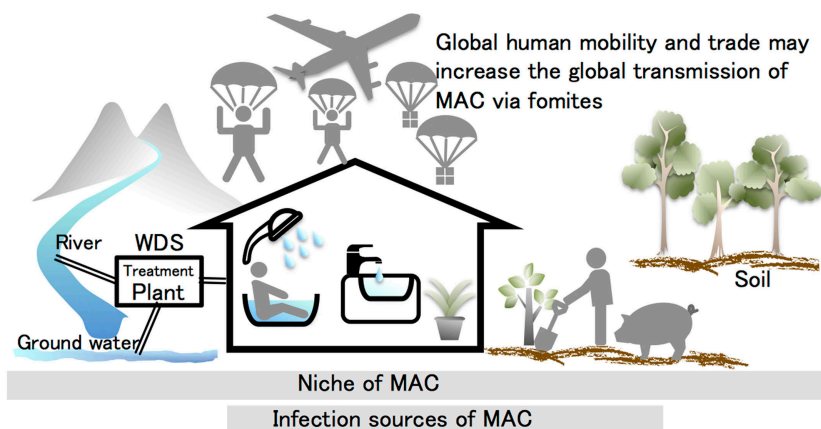 Global human mobility and trade may
increase the global transmission of
MAC via fomites
River
WDS
Treatment
Plant
Ground water
Soil
Niche of MAC
Infection sources of MAC